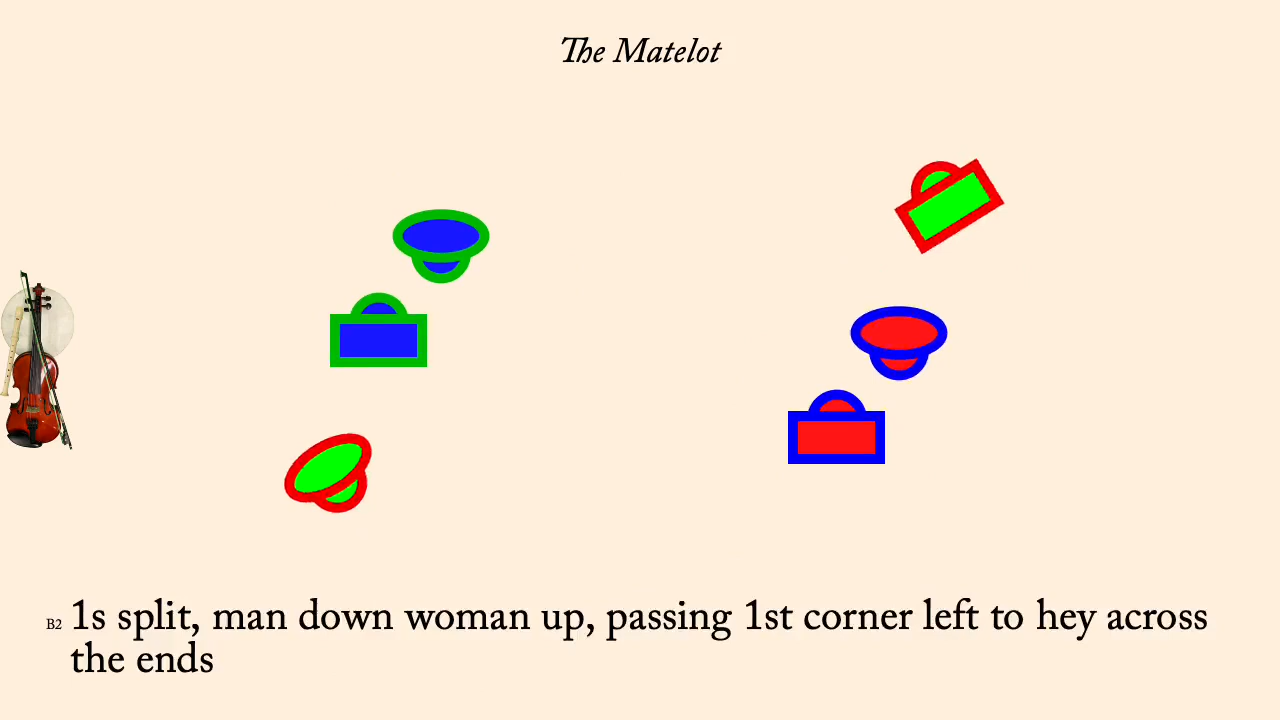 The Matelot
B2 1s split, man down woman up, passing 1st corner left to hey across
the ends